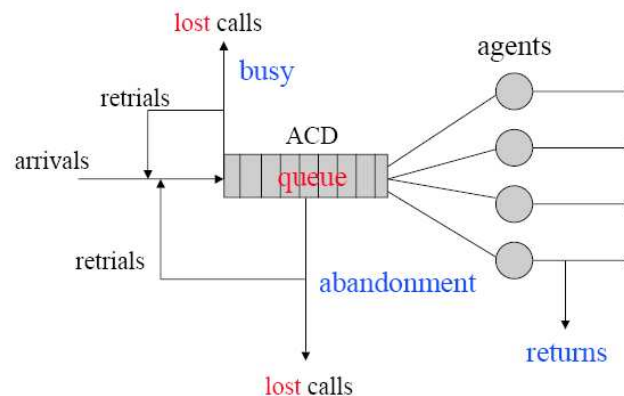 lost calls
agents
busy
retrials
ACD
arrivals
queue
retrials
abandonment
returns
lost calls